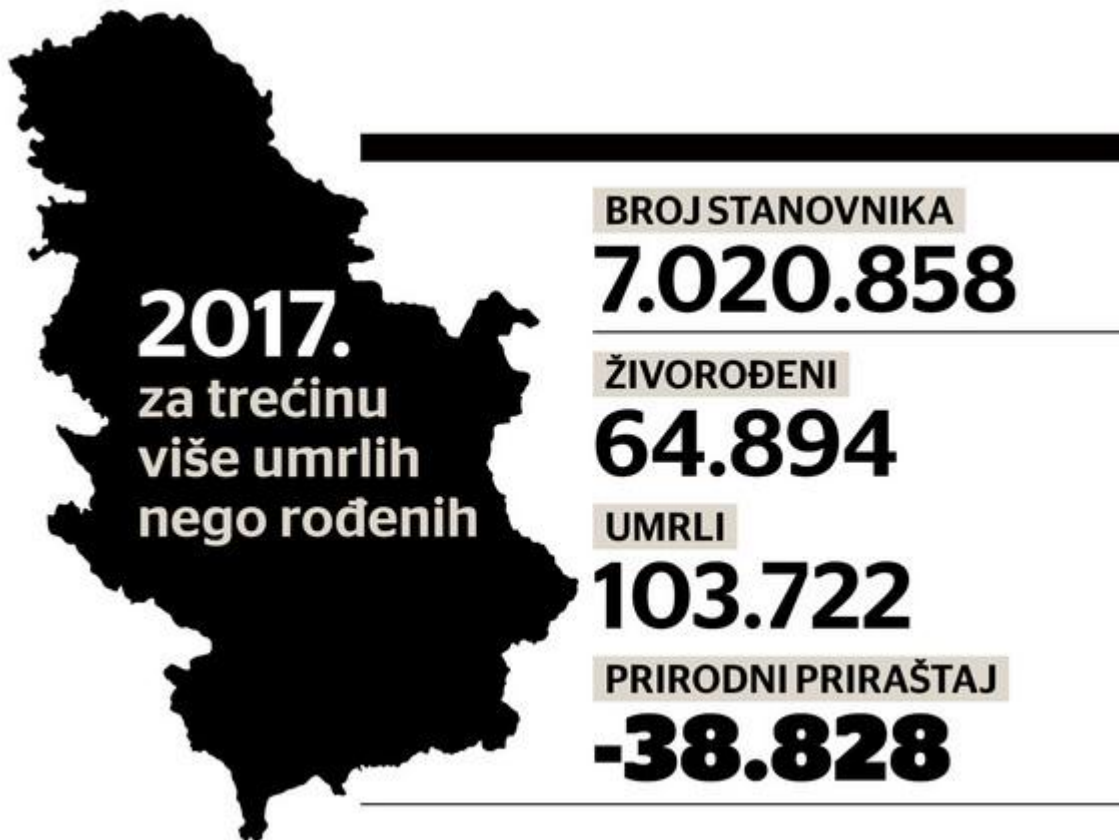 2017.
za trećinu
više umrlih
nego rođenih
BROJ STANOVNIKA
7.020.858
ŽIVOROĐENI
64.894
UMRLI
103.722
PRIRODNI PRIRAŠTAJ
-38.828